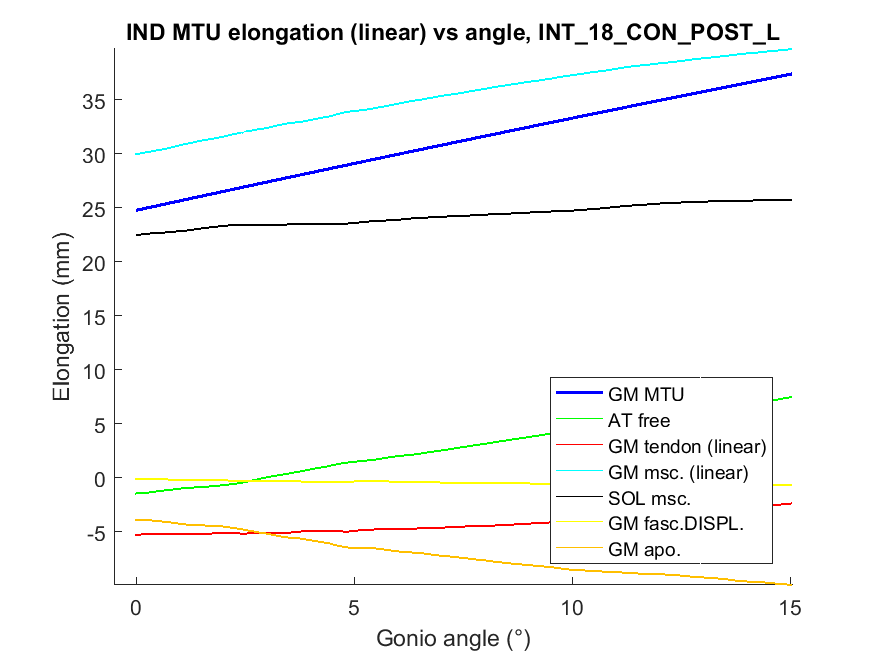 IND MTU elongation (linear) vs angle, INT_18_CON_POST_L
Elongation (mm)
35
30
25
20
15
10
5
0
-5
GM MTU
AT free
GM tendon (linear)
GM msc. (linear)
SOL msc.
GM fasc.DISPL.
GM apo.
0 5 10 15
Gonio angle (°)